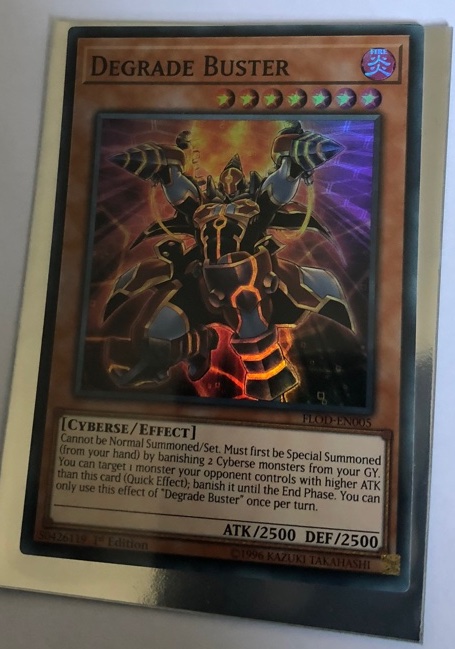 DEGRADE BUSTER
FIRE
炎
FLOD-EN005
[CYBERSE/EFFECT]
Cannot be Normal Summoned/Set. Must first be Special Summoned
(from your hand) by banishing 2 Cyberse monsters from your GY.
You can target 1 monster your opponent controls with higher ATK
than this card (Quick Effect); banish it until the End Phase. You can
only use this effect of "Degrade Buster" once per turn.
ATK/2500 DEF/2500
1st Edition
©1996 KAZUKI TAKAHASHI